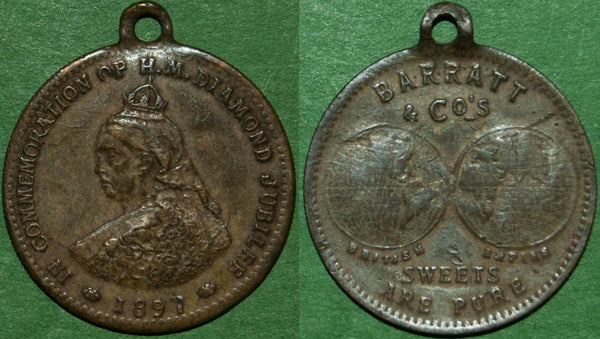 IN COMMEMORATION OF H.M. DIAMOND JUBILEE
1897
BARRATT
& CO'S
BRITISH EMPIRE
SWEETS
ARE PURE